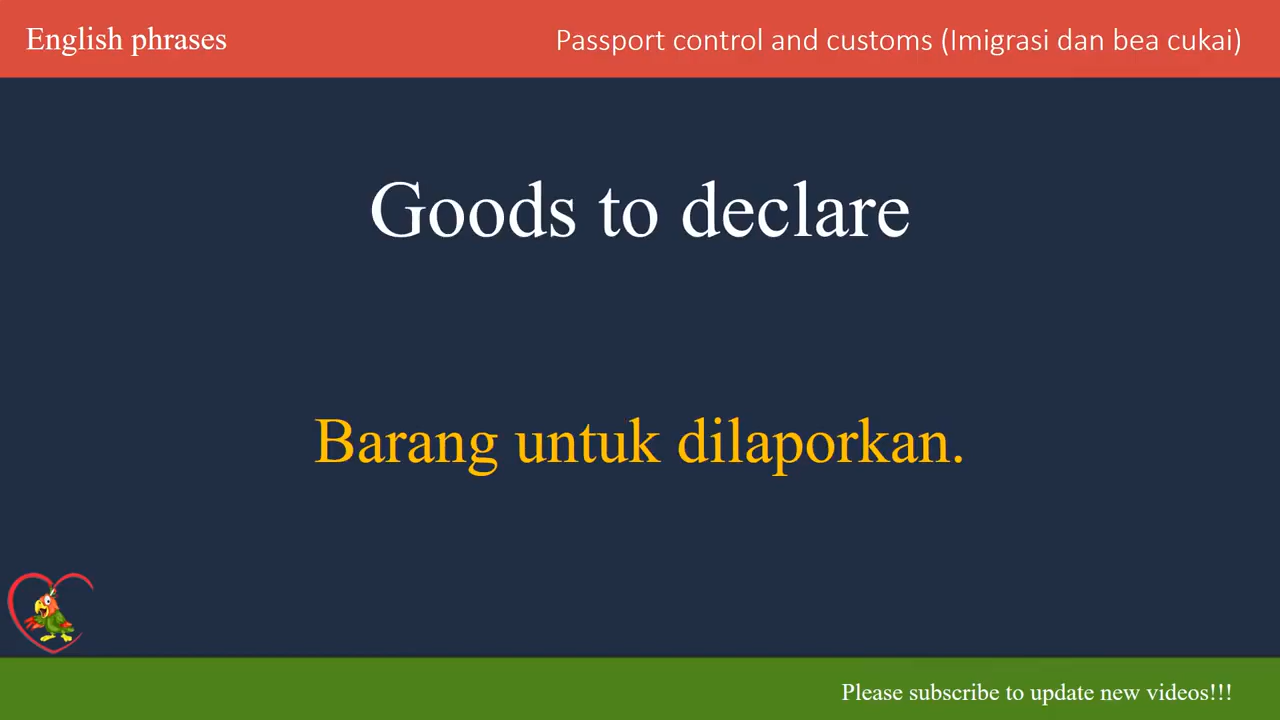 English phrases
Passport control and customs (Imigrasi dan bea cukai)
Goods to declare
Barang untuk dilaporkan.
Please subscribe to update new videos!!!